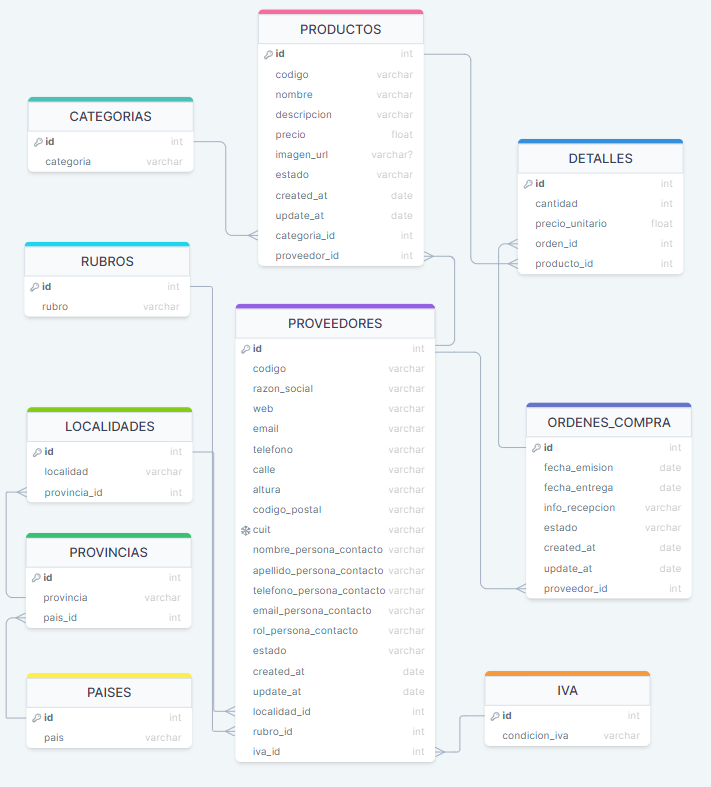 PRODUCTOS
id int
codigo varchar
nombre varchar
descripcion varchar
precio float
imagen_url varchar?
estado varchar
created_at date
update_at date
categoria_id int
proveedor_id int
CATEGORIAS
id int
categoria varchar
DETALLES
id int
cantidad int
precio_unitario float
orden_id int
producto_id int
RUBROS
id int
rubro varchar
PROVEEDORES
id int
codigo varchar
razon_social varchar
web varchar
email varchar
telefono varchar
calle varchar
altura varchar
codigo_postal varchar
cuit varchar
nombre_persona_contacto varchar
apellido_persona_contacto varchar
telefono_persona_contacto varchar
email_persona_contacto varchar
rol_persona_contacto varchar
estado varchar
created_at date
update_at date
localidad_id int
rubro_id int
iva_id int
LOCALIDADES
id int
localidad varchar
provincia_id int
ORDENES_COMPRA
id int
fecha_emision date
fecha_entrega date
info_recepcion varchar
estado varchar
created_at date
update_at date
proveedor_id int
PROVINCIAS
id int
provincia varchar
pais_id int
PAISES
id int
pais varchar
IVA
id int
condicion_iva varchar